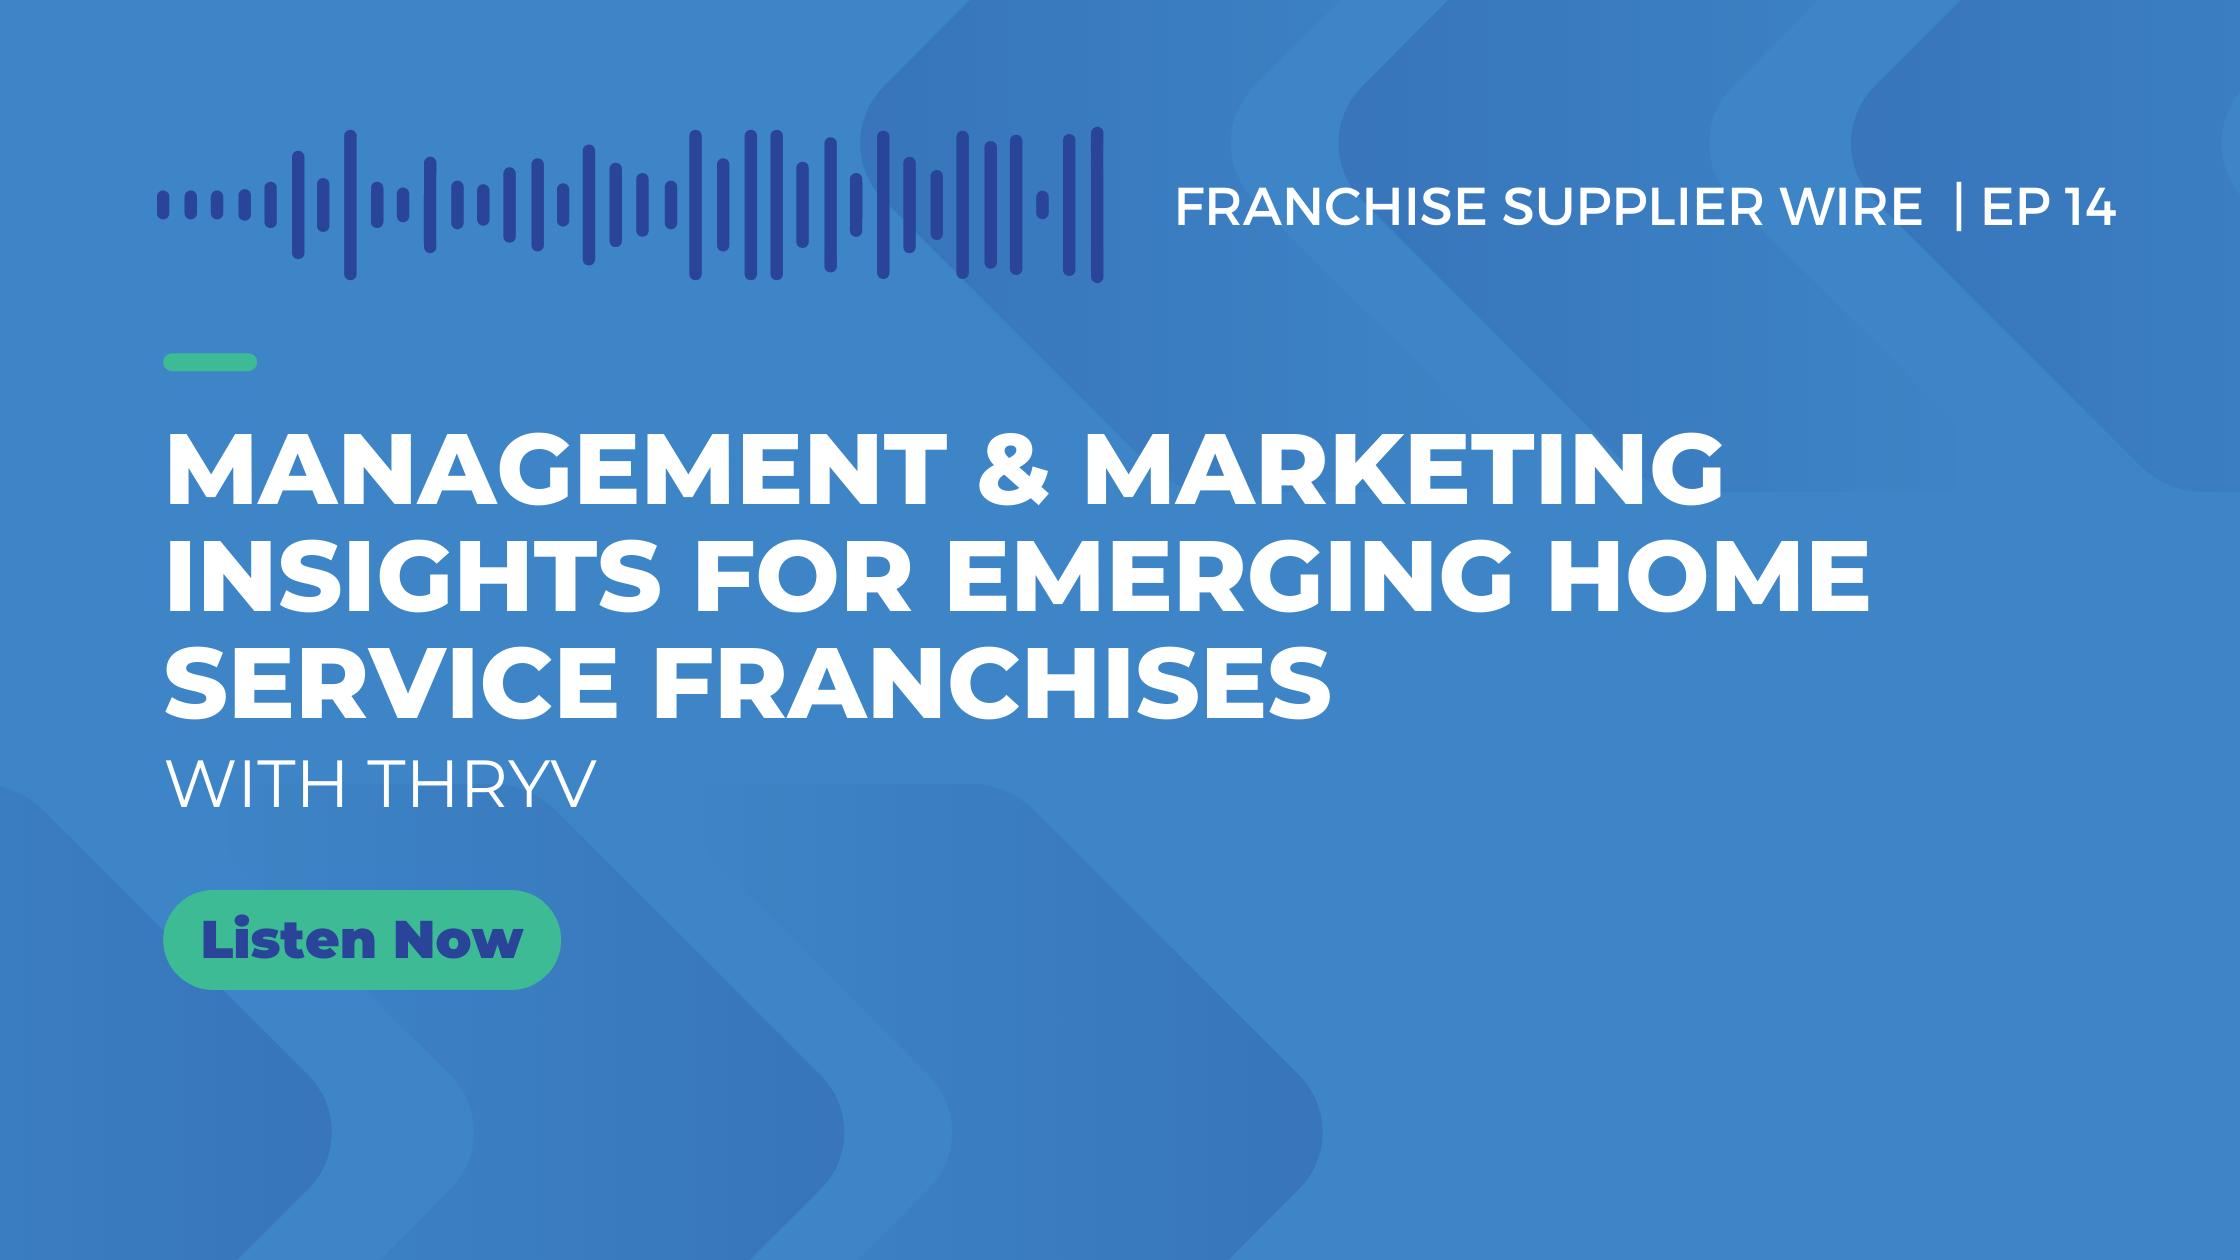 FRANCHISE SUPPLIER WIRE | EP 14
MANAGEMENT & MARKETING
INSIGHTS FOR EMERGING HOME
SERVICE FRANCHISES
WITH THRYV
Listen Now